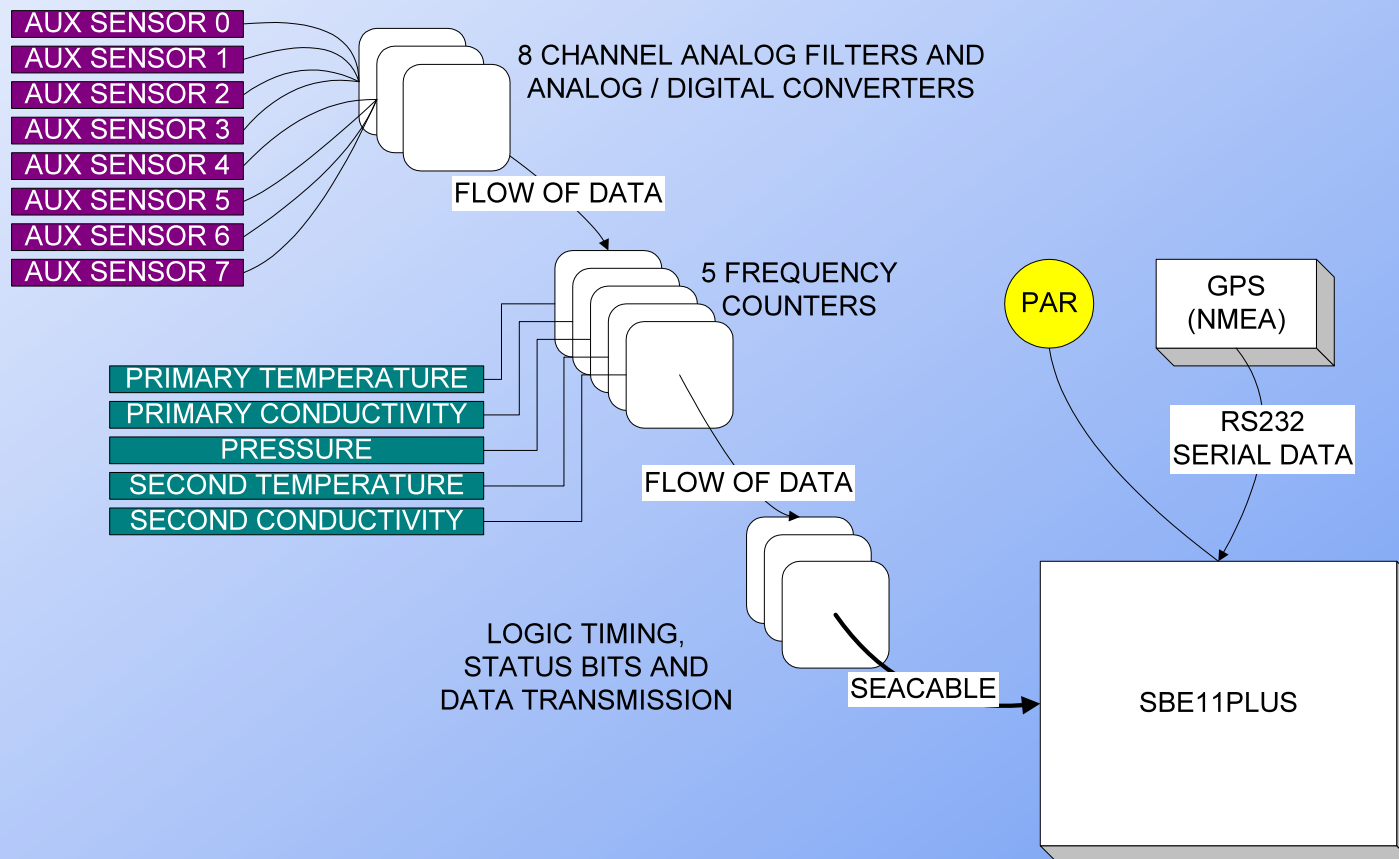 AUX SENSOR 0
AUX SENSOR 1
AUX SENSOR 2
AUX SENSOR 3
AUX SENSOR 4
AUX SENSOR 5
AUX SENSOR 6
AUX SENSOR 7
8 CHANNEL ANALOG FILTERS AND
ANALOG / DIGITAL CONVERTERS
FLOW OF DATA
5 FREQUENCY
COUNTERS
PRIMARY TEMPERATURE
PRIMARY CONDUCTIVITY
PRESSURE
SECOND TEMPERATURE
SECOND CONDUCTIVITY
FLOW OF DATA
LOGIC TIMING,
STATUS BITS AND
DATA TRANSMISSION
SEACABLE
PAR
GPS
(NMEA)
RS232
SERIAL DATA
SBE11PLUS